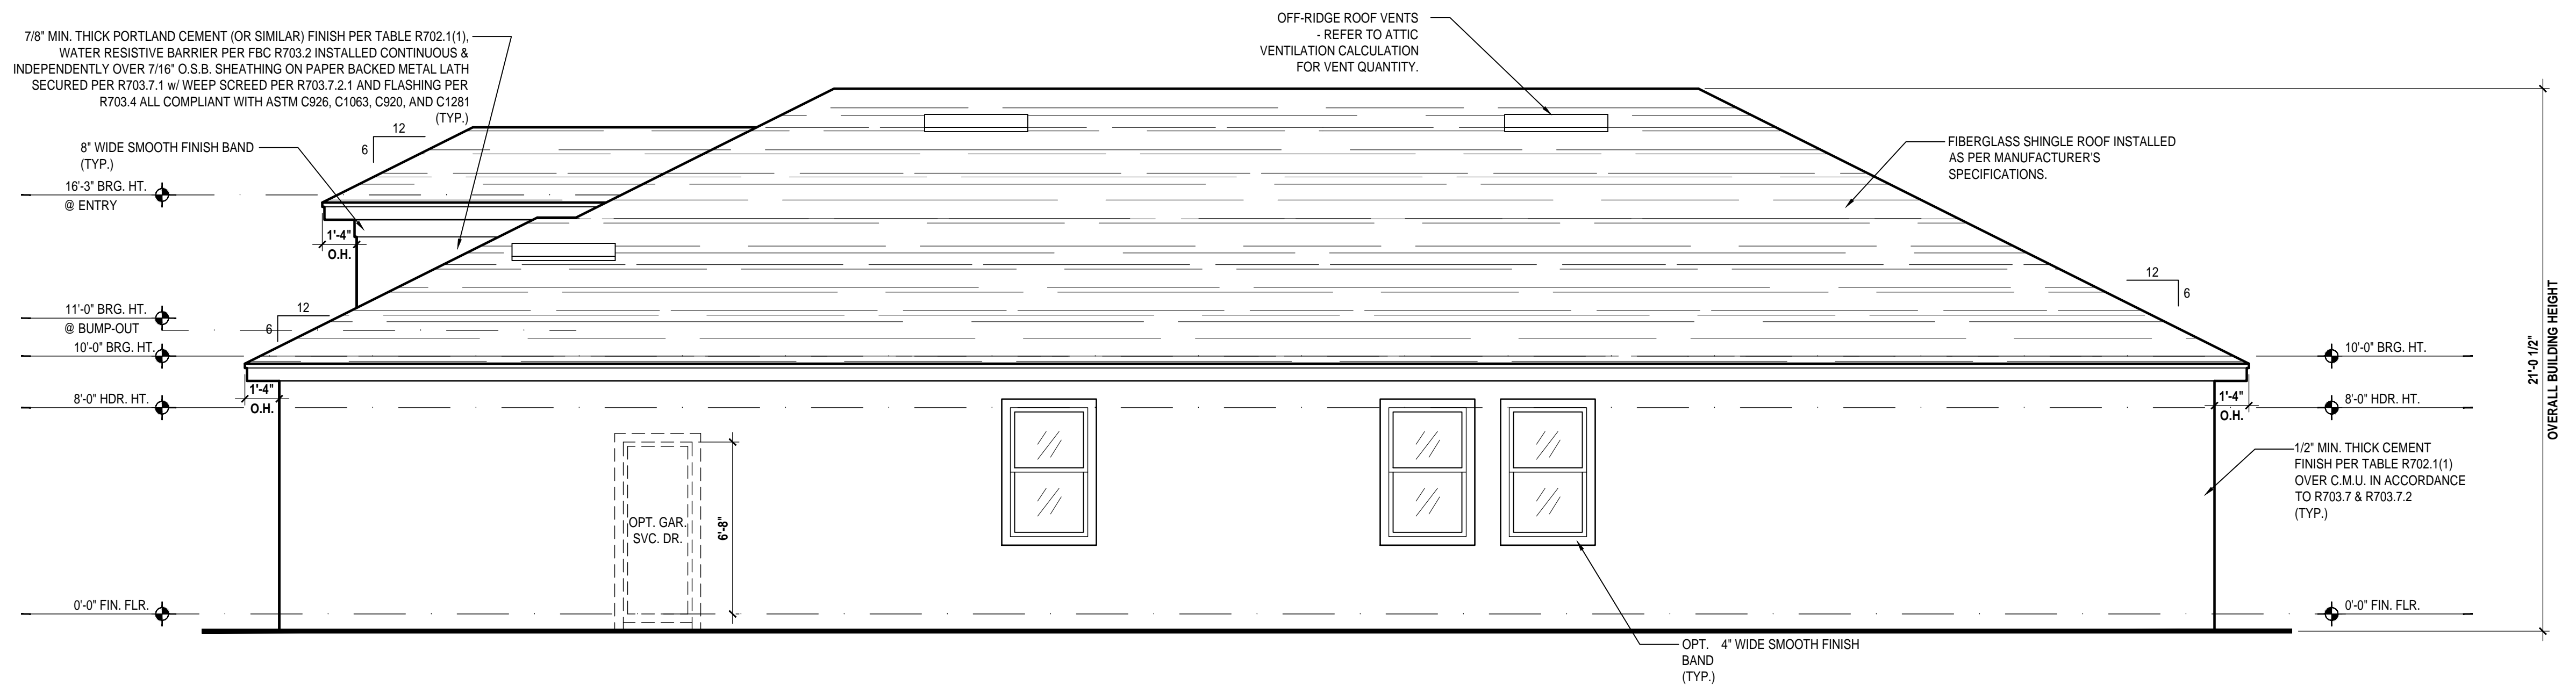 7/8" MIN. THICK PORTLAND CEMENT (OR SIMILAR) FINISH PER TABLE R702.1(1),
WATER RESISTIVE BARRIER PER FBC R703.2 INSTALLED CONTINUOUS &
INDEPENDENTLY OVER 7/16" O.S.B. SHEATHING ON PAPER BACKED METAL LATH
SECURED PER R703.7.1 w/ WEEP SCREED PER R703.7.2.1 AND FLASHING PER
R703.4 ALL COMPLIANT WITH ASTM C926, C1063, C920, AND C1281
(TYP.)
OFF-RIDGE ROOF VENTS
- REFER TO ATTIC
VENTILATION CALCULATION
FOR VENT QUANTITY.
12
6
8" WIDE SMOOTH FINISH BAND
(TYP.)
FIBERGLASS SHINGLE ROOF INSTALLED
AS PER MANUFACTURER'S
SPECIFICATIONS.
16'-3" BRG. HT.
@ ENTRY
1'-4"
O.H.
12
6
12
6
11'-0" BRG. HT.
@ BUMP-OUT
10'-0" BRG. HT.
10'-0" BRG. HT.
1'-4"
O.H.
1'-4"
O.H.
8'-0" HDR. HT.
8'-0" HDR. HT.
21'-0 1/2"
OVERALL BUILDING HEIGHT
1/2" MIN. THICK CEMENT
FINISH PER TABLE R702.1(1)
OVER C.M.U. IN ACCORDANCE
TO R703.7 & R703.7.2
(TYP.)
OPT. GAR.
SVC. DR.
6'-8"
0'-0" FIN. FLR.
0'-0" FIN. FLR.
OPT. 4" WIDE SMOOTH FINISH
BAND
(TYP.)